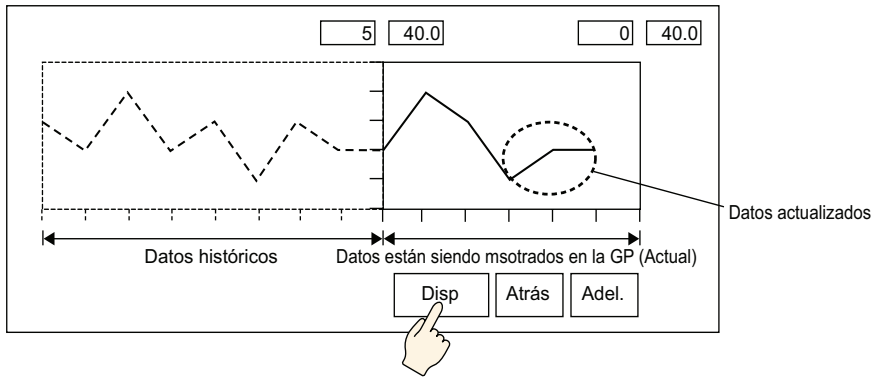 5 40.0 0 40.0
Datos actualizados
Datos históricos Datos están siendo msotrados en la GP (Actual)
Disp Atrás Adel.